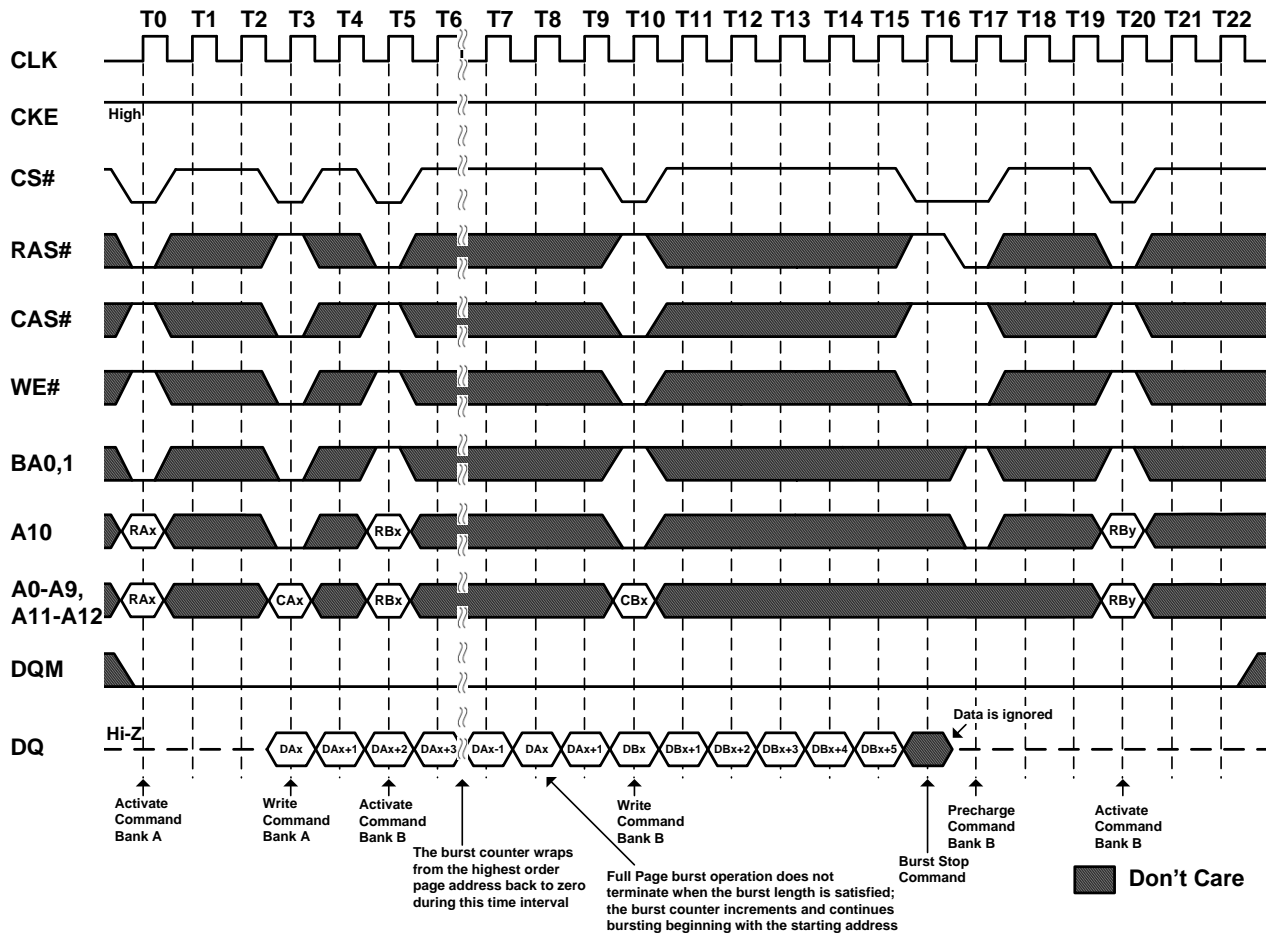 T0 T1 T2 T3 T4 T5 T6 T7 T8 T9 T10 T11 T12 T13 T14 T15 T16 T17 T18 T19 T20 T21 T22
CLK
CKE
High
CS#
RAS#
CAS#
WE#
BA0,1
A10
RAx RBx RBy
A0-A9,
A11-A12
RAx CAx RBx CBx RBy
DQM
DQ
Hi-Z
DAx DAx+1 DAx+2 DAx+3 DAx-1 DAx DAx+1 DBx DBx+1 DBx+2 DBx+3 DBx+4 DBx+5
Data is ignored
Activate
Command
Bank A
Write
Command
Bank A
Activate
Command
Bank B
The burst counter wraps
from the highest order
page address back to zero
during this time interval
Write
Command
Bank B
Full Page burst operation does not
terminate when the burst length is satisfied;
the burst counter increments and continues
bursting beginning with the starting address
Burst Stop
Command
Precharge
Command
Bank B
Activate
Command
Bank B
Don't Care